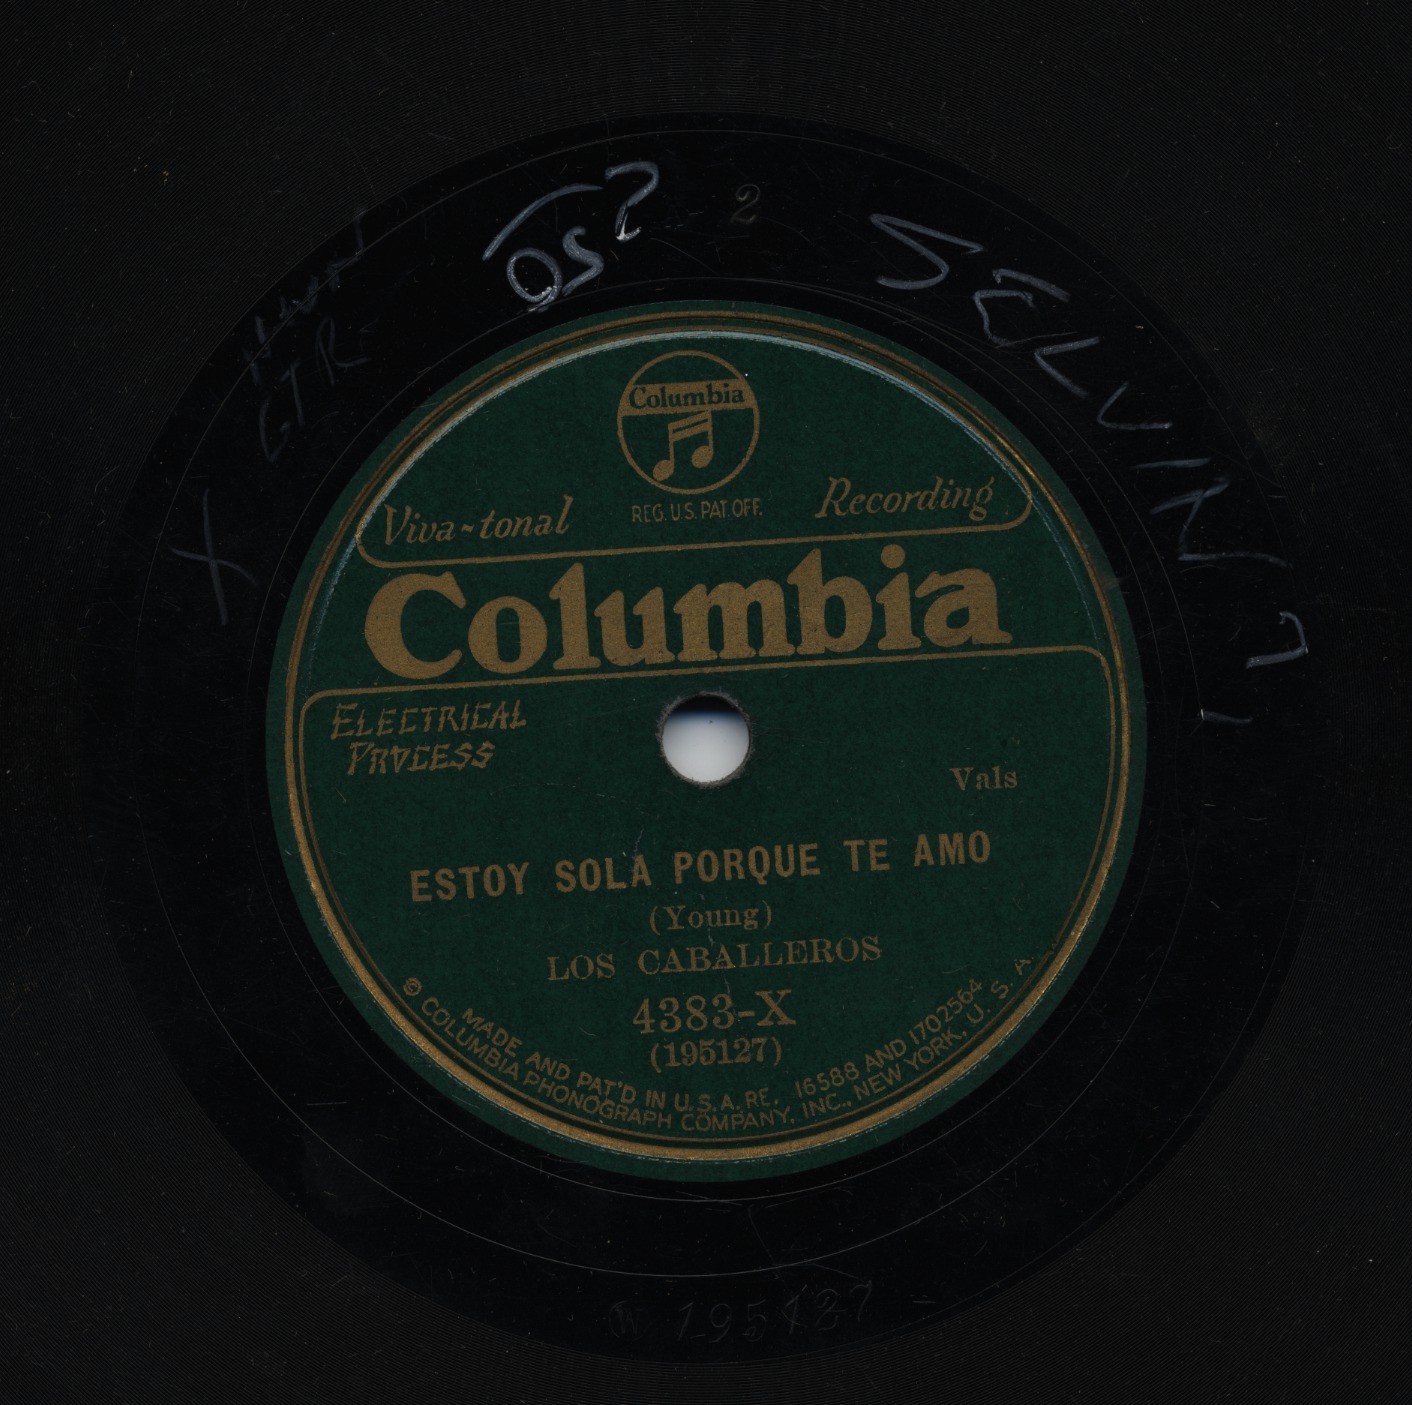 2
SELVIN ?
X
Columbia
REG. U.S. PAT. OFF.
Viva-tonal Recording
Columbia
ELECTRICAL
PROCESS
Vals
ESTOY SOLA PORQUE TE AMO
(Young)
LOS CABALLEROS
4383-X
(195127)
MADE AND PAT'D IN U.S.A. RE. 16588 AND 1702564
© COLUMBIA PHONOGRAPH COMPANY, INC., NEW YORK, U. S. A.
W 195127